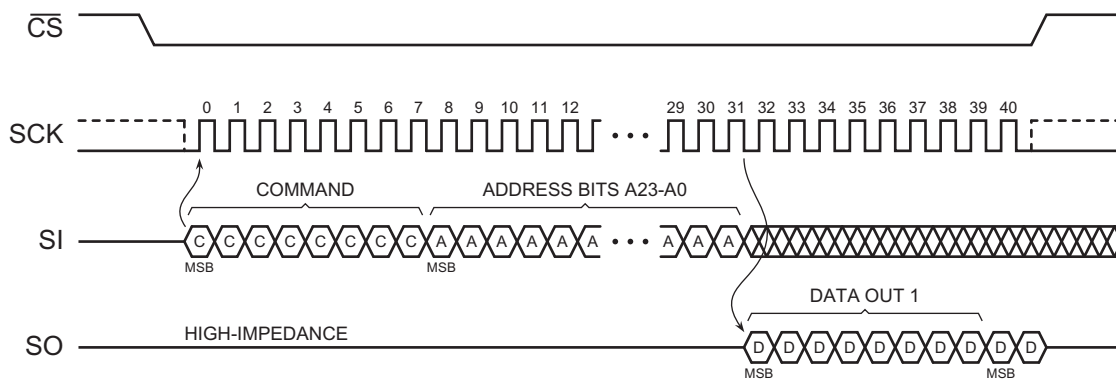 CS
0 1 2 3 4 5 6 7 8 9 10 11 12 29 30 31 32 33 34 35 36 37 38 39 40
SCK • • •
COMMAND ADDRESS BITS A23-A0
SI C C C C C C C C A A A A A A • • • A A A
MSB MSB
DATA OUT 1
HIGH-IMPEDANCE
SO D D D D D D D D D D
MSB MSB